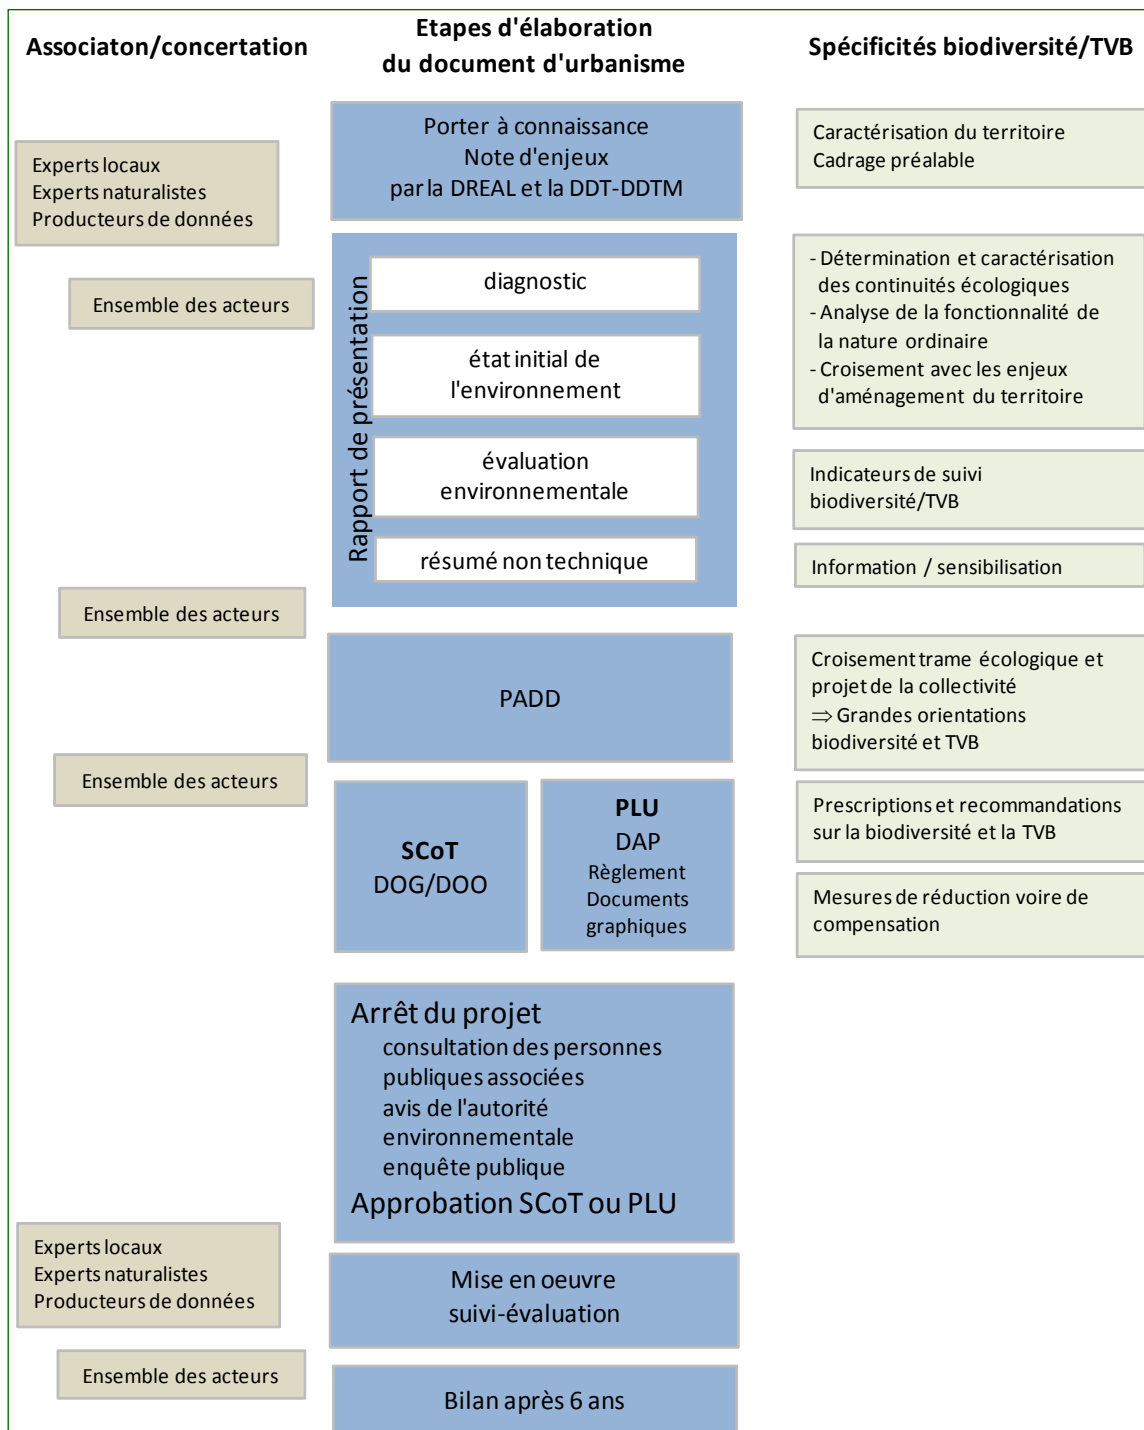 Associaton/concertation
Etapes d'élaboration
du document d'urbanisme
Spécificités biodiversité/TVB
Experts locaux
Experts naturalistes
Producteurs de données
Porter à connaissance
Note d'enjeux
par la DREAL et la DDT-DDTM
Caractérisation du territoire
Cadrage préalable
Ensemble des acteurs
Rapport de présentation
diagnostic
état initial de
l'environnement
évaluation
environnementale
résumé non technique
- Détermination et caractérisation
des continuités écologiques
- Analyse de la fonctionnalité de
la nature ordinaire
- Croisement avec les enjeux
d'aménagement du territoire
Indicateurs de suivi
biodiversité/TVB
Information / sensibilisation
Ensemble des acteurs
PADD
Croisement trame écologique et
projet de la collectivité
⇒ Grandes orientations
biodiversité et TVB
Ensemble des acteurs
SCoT
DOG/DOO
PLU
DAP
Règlement
Documents
graphiques
Prescriptions et recommandations
sur la biodiversité et la TVB
Mesures de réduction voire de
compensation
Arrêt du projet
consultation des personnes
publiques associées
avis de l'autorité
environnementale
enquête publique
Approbation SCoT ou PLU
Experts locaux
Experts naturalistes
Producteurs de données
Mise en oeuvre
suivi-évaluation
Ensemble des acteurs
Bilan après 6 ans